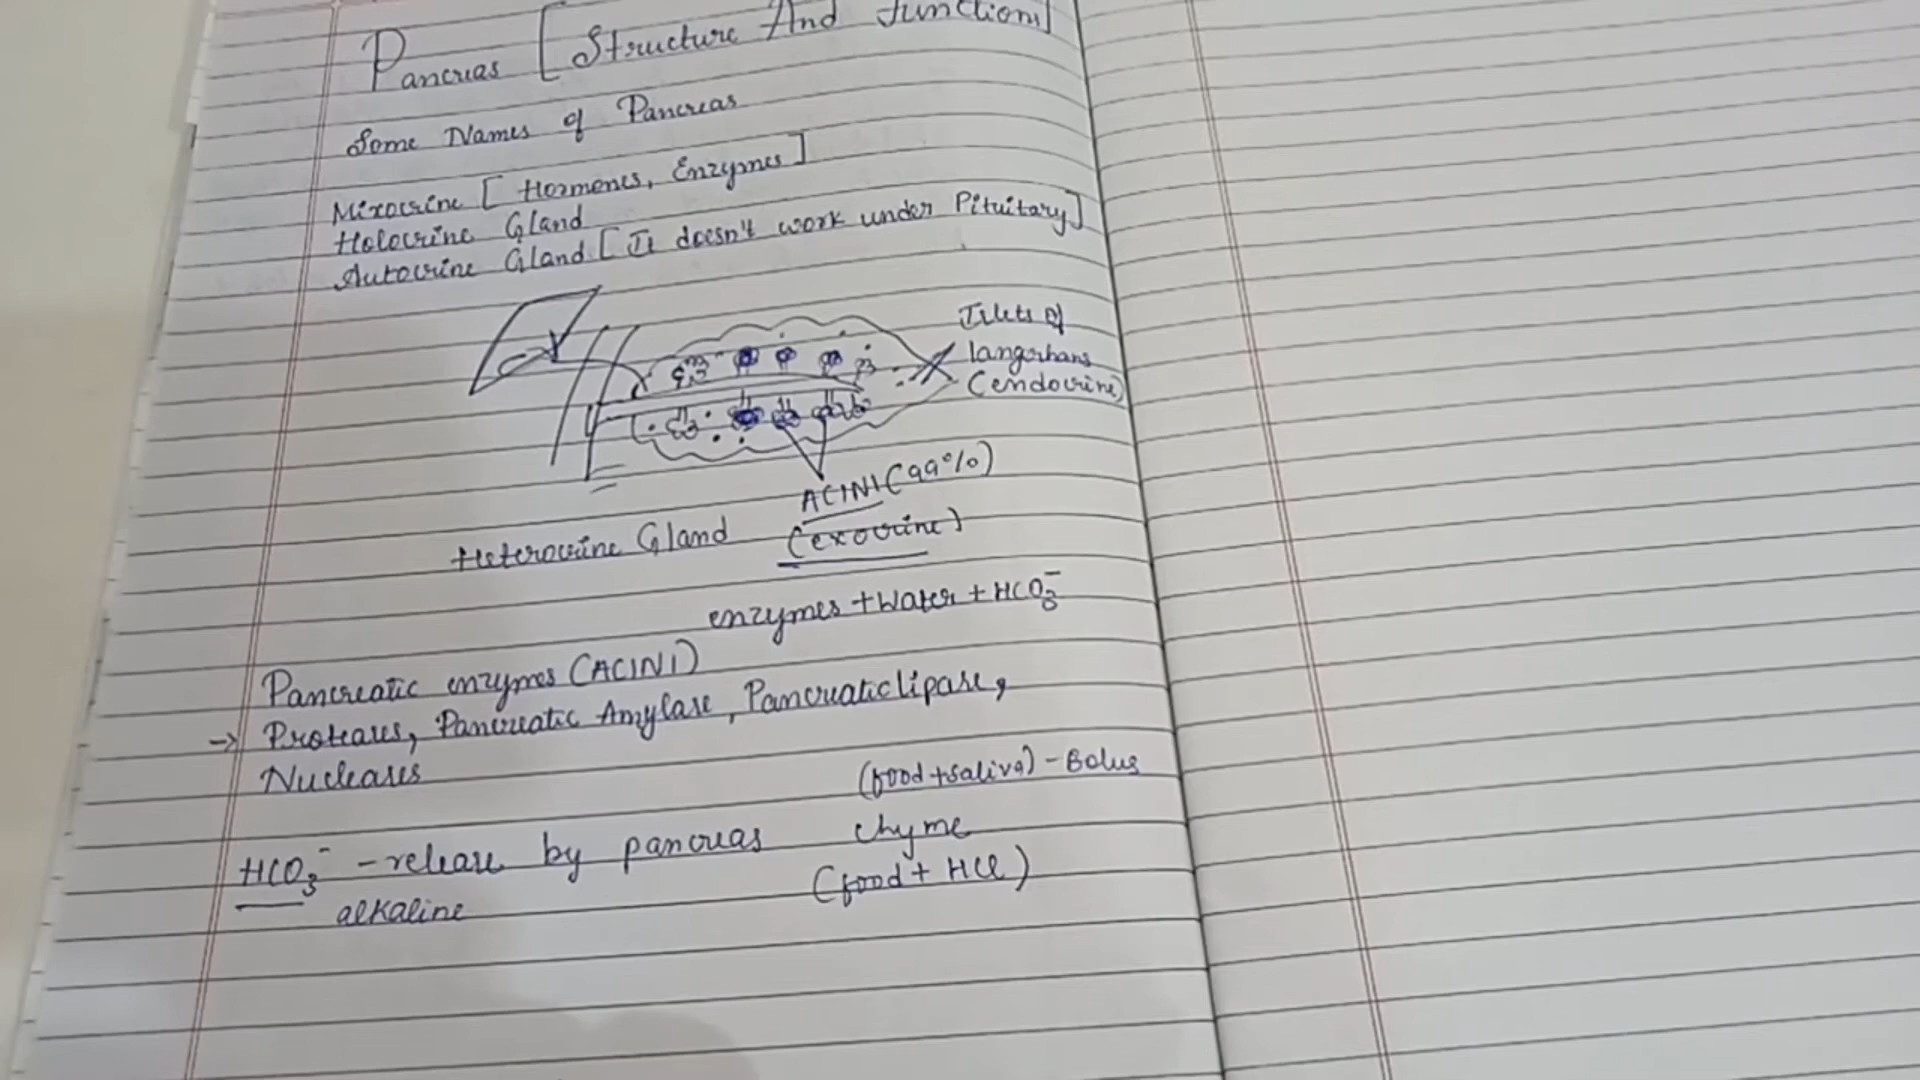 Pancreas [Structure And Functions]
Some Names of Pancreas
Mixocrine [Hormones, Enzymes]
Holocrine Gland
Autocrine Gland [It doesn't work under Pituitary]
Islets of
langerhans
(endocrine)
ACINI (99%)
Heterocrine Gland (exocrine)
enzymes + Water + HCO3-
Pancreatic enzymes (ACINI)
→ Proteases, Pancreatic Amylase, Pancreatic lipase,
Nucleases
(food + saliva) - Bolus
HCO3- - release by pancreas chyme
alkaline (food + HCl)